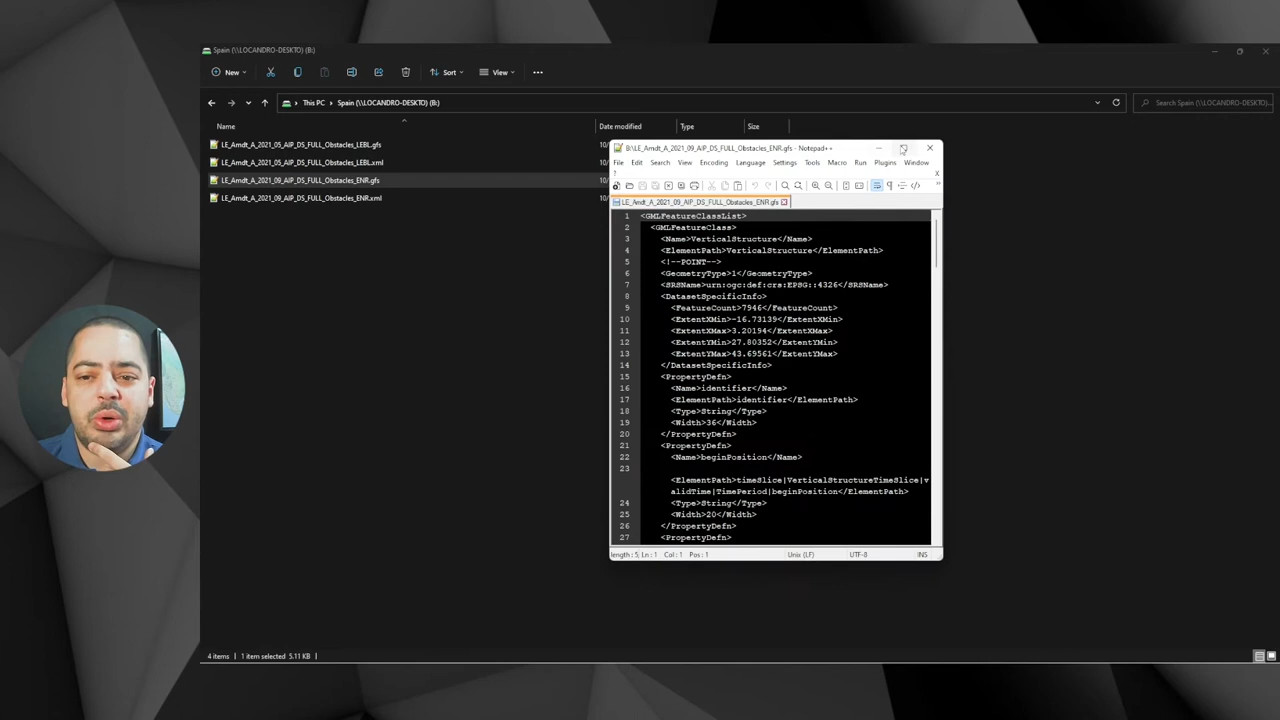 Spain (\\LOCANDRO-DESKTO) (B:)
New
Sort
View
This PC
Spain (\\LOCANDRO-DESKTO) (B:)
Search Spain (\\LOCANDRO-DESKTO)...
Name
Date modified
Type
Size
LE_Amdt_A_2021_05_AIP_DS_FULL_Obstacles_LEBL.gfs
LE_Amdt_A_2021_05_AIP_DS_FULL_Obstacles_LEBL.xml
LE_Amdt_A_2021_09_AIP_DS_FULL_Obstacles_ENR.gfs
LE_Amdt_A_2021_09_AIP_DS_FULL_Obstacles_ENR.xml
10/
10/
10/
10/
B:\LE_Amdt_A_2021_09_AIP_DS_FULL_Obstacles_ENR.gfs - Notepad++
File Edit Search View Encoding Language Settings Tools Macro Run Plugins Window
? X
LE_Amdt_A_2021_09_AIP_DS_FULL_Obstacles_ENR.gfs
1 <GMLFeatureClassList>
2 <GMLFeatureClass>
3 <Name>VerticalStructure</Name>
4 <ElementPath>VerticalStructure</ElementPath>
5 <!--POINT-->
6 <GeometryType>1</GeometryType>
7 <SRSName>urn:ogc:def:crs:EPSG::4326</SRSName>
8 <DatasetSpecificInfo>
9 <FeatureCount>7946</FeatureCount>
10 <ExtentXMin>-16.73139</ExtentXMin>
11 <ExtentXMax>3.20194</ExtentXMax>
12 <ExtentYMin>27.80352</ExtentYMin>
13 <ExtentYMax>43.69561</ExtentYMax>
14 </DatasetSpecificInfo>
15 <PropertyDefn>
16 <Name>identifier</Name>
17 <ElementPath>identifier</ElementPath>
18 <Type>String</Type>
19 <Width>36</Width>
20 </PropertyDefn>
21 <PropertyDefn>
22 <Name>beginPosition</Name>
23
<ElementPath>timeSlice|VerticalStructureTimeSlice|v
alidTime|TimePeriod|beginPosition</ElementPath>
24 <Type>String</Type>
25 <Width>20</Width>
26 </PropertyDefn>
27 <PropertyDefn>
length : 5 Ln : 1 Col : 1 Pos : 1 Unix (LF) UTF-8 INS
4 items 1 item selected 5.11 KB